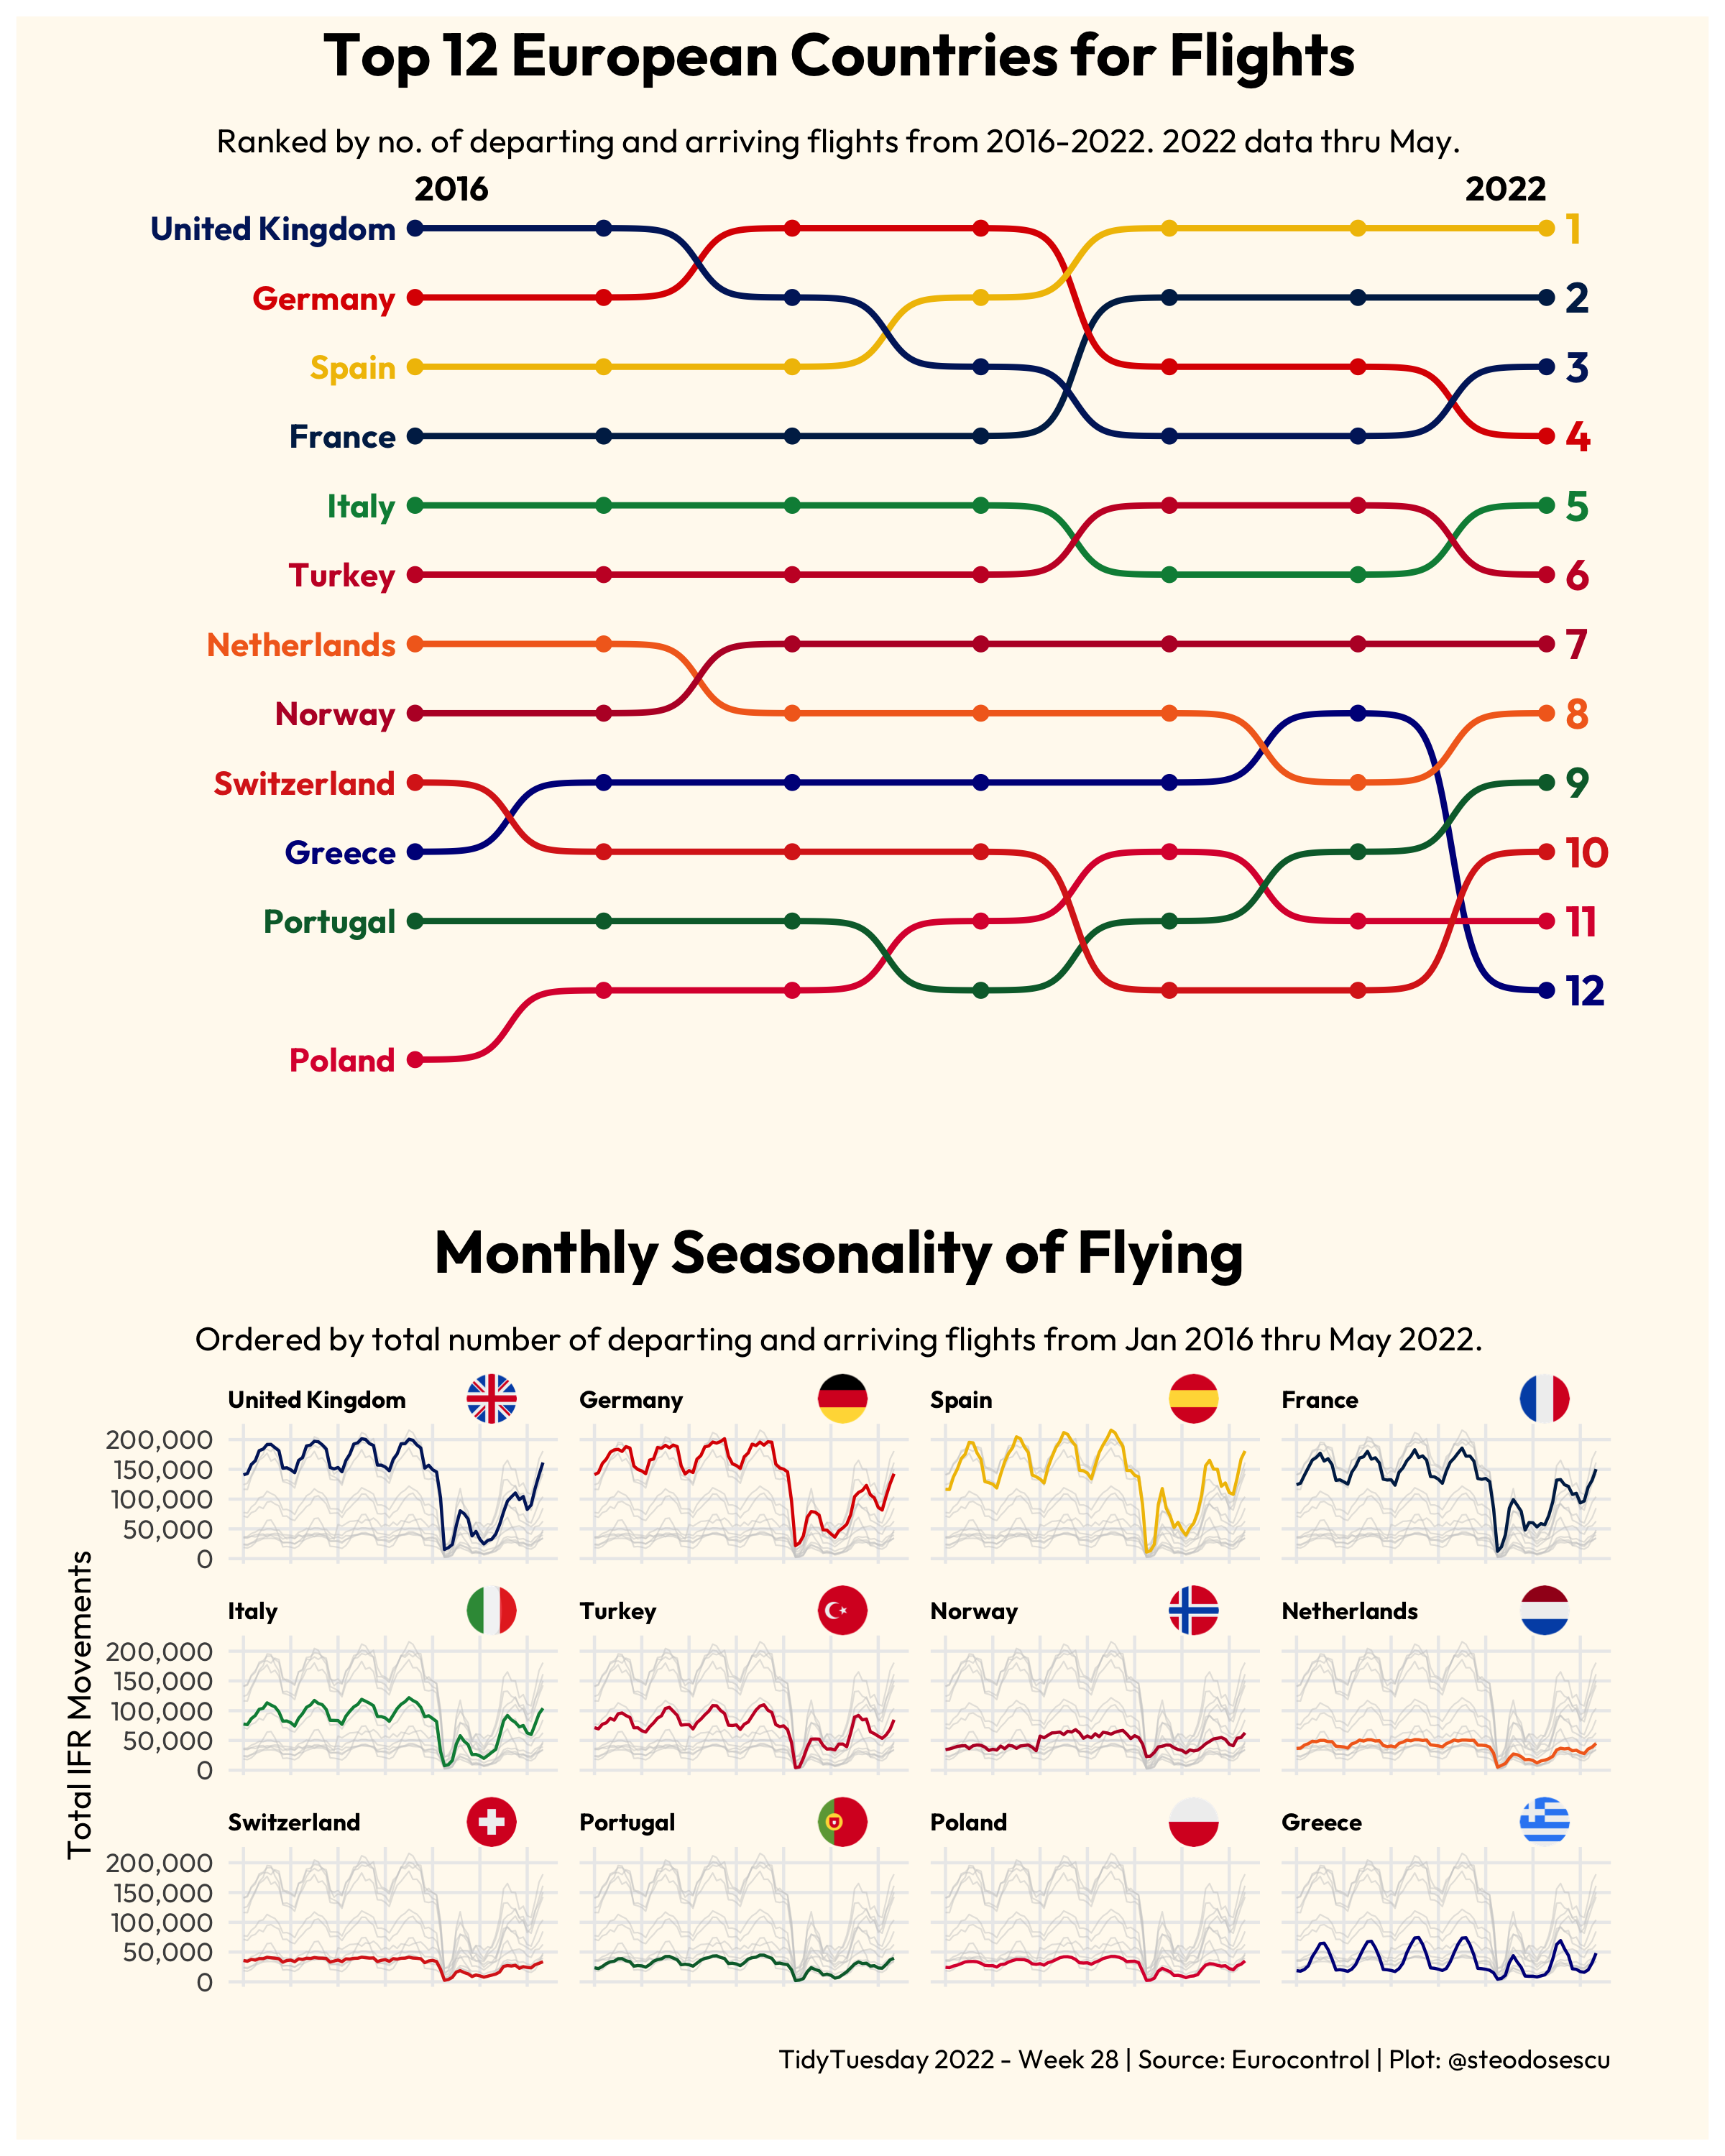 Top 12 European Countries for Flights
Ranked by no. of departing and arriving flights from 2016-2022. 2022 data thru May.
2016 2022
United Kingdom 1
Germany 2
Spain 3
France 4
Italy 5
Turkey 6
Netherlands 7
Norway 8
Switzerland 9
Greece 10
Portugal 11
12
Poland
Monthly Seasonality of Flying
Ordered by total number of departing and arriving flights from Jan 2016 thru May 2022.
Total IFR Movements
United Kingdom Germany Spain France
200,000
150,000
100,000
50,000
0
Italy Turkey Norway Netherlands
200,000
150,000
100,000
50,000
0
Switzerland Portugal Poland Greece
200,000
150,000
100,000
50,000
0
TidyTuesday 2022 - Week 28 | Source: Eurocontrol | Plot: @steodosescu